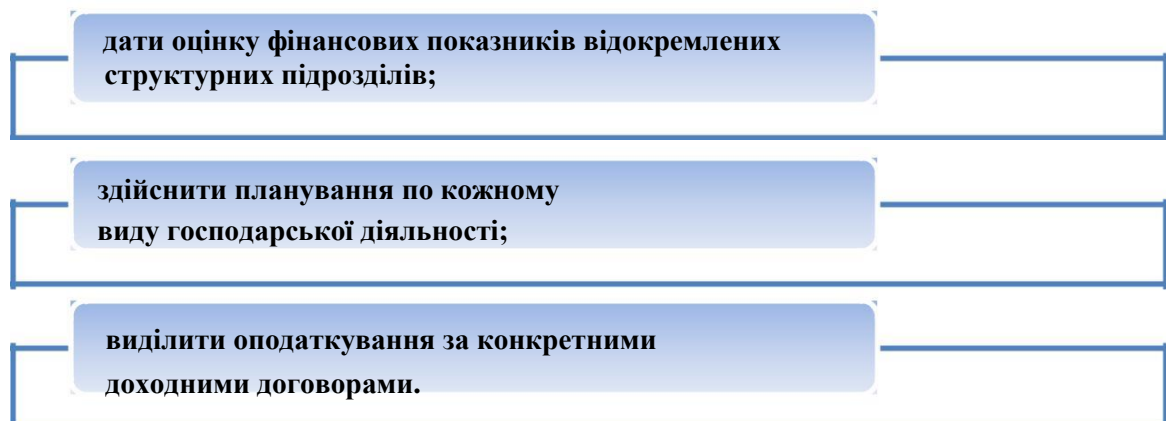 дати оцінку фінансових показників відокремлених
структурних підрозділів;
здійснити планування по кожному
виду господарської діяльності;
виділити оподаткування за конкретними
доходними договорами.